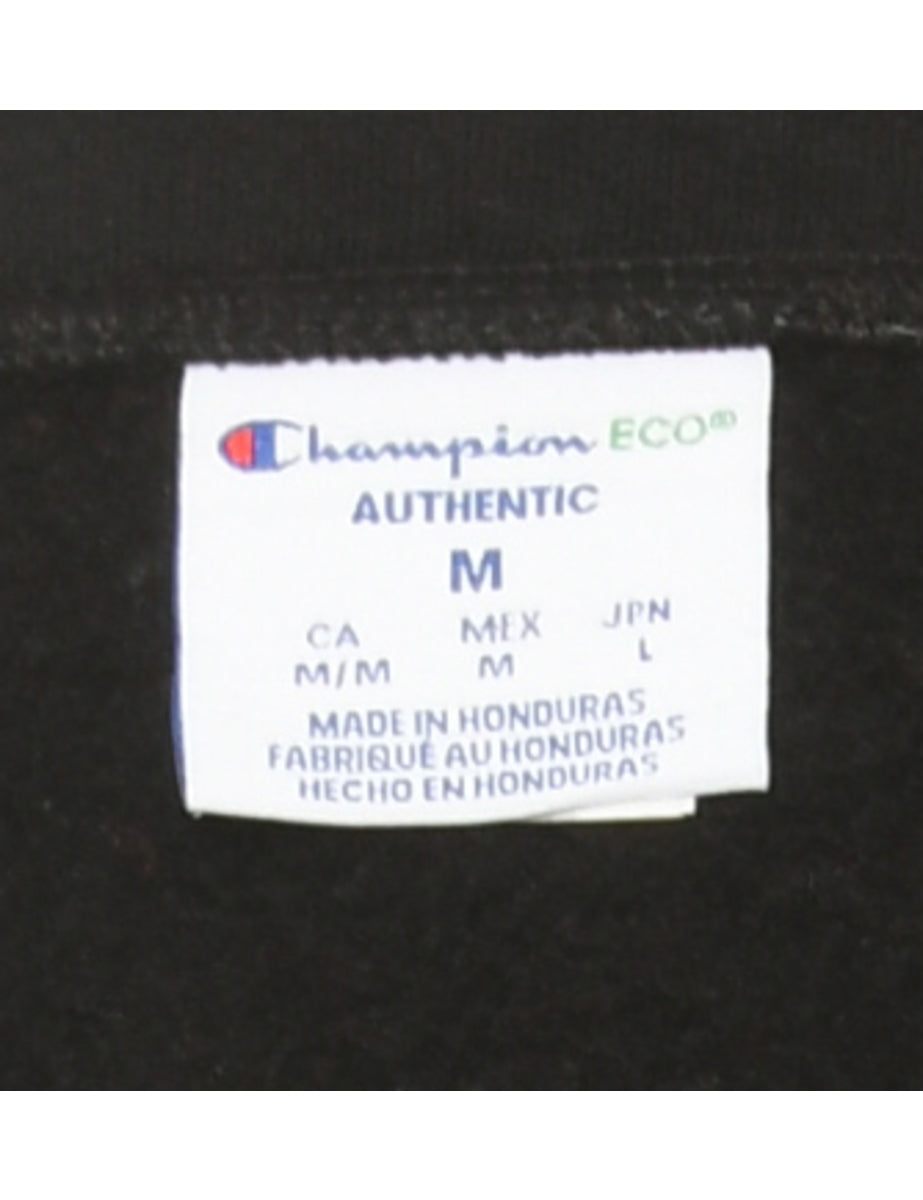 Champion ECO®
AUTHENTIC
M
CA MEX JPN
M/M M L
MADE IN HONDURAS
FABRIQUÉ AU HONDURAS
HECHO EN HONDURAS